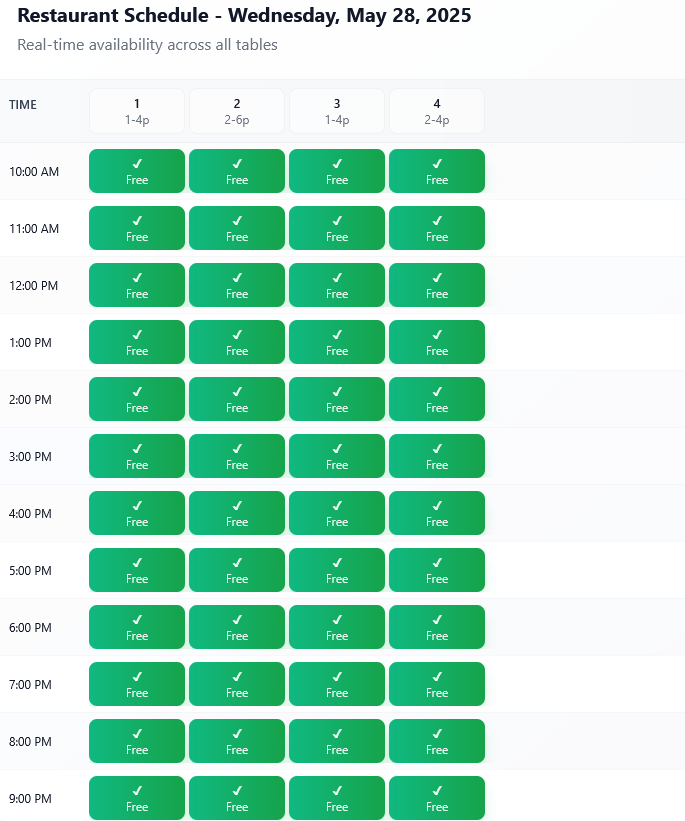 Restaurant Schedule - Wednesday, May 28, 2025
Real-time availability across all tables
TIME 1 2 3 4
1-4p 2-6p 1-4p 2-4p
10:00 AM ✓ Free ✓ Free ✓ Free ✓ Free
11:00 AM ✓ Free ✓ Free ✓ Free ✓ Free
12:00 PM ✓ Free ✓ Free ✓ Free ✓ Free
1:00 PM ✓ Free ✓ Free ✓ Free ✓ Free
2:00 PM ✓ Free ✓ Free ✓ Free ✓ Free
3:00 PM ✓ Free ✓ Free ✓ Free ✓ Free
4:00 PM ✓ Free ✓ Free ✓ Free ✓ Free
5:00 PM ✓ Free ✓ Free ✓ Free ✓ Free
6:00 PM ✓ Free ✓ Free ✓ Free ✓ Free
7:00 PM ✓ Free ✓ Free ✓ Free ✓ Free
8:00 PM ✓ Free ✓ Free ✓ Free ✓ Free
9:00 PM ✓ Free ✓ Free ✓ Free ✓ Free